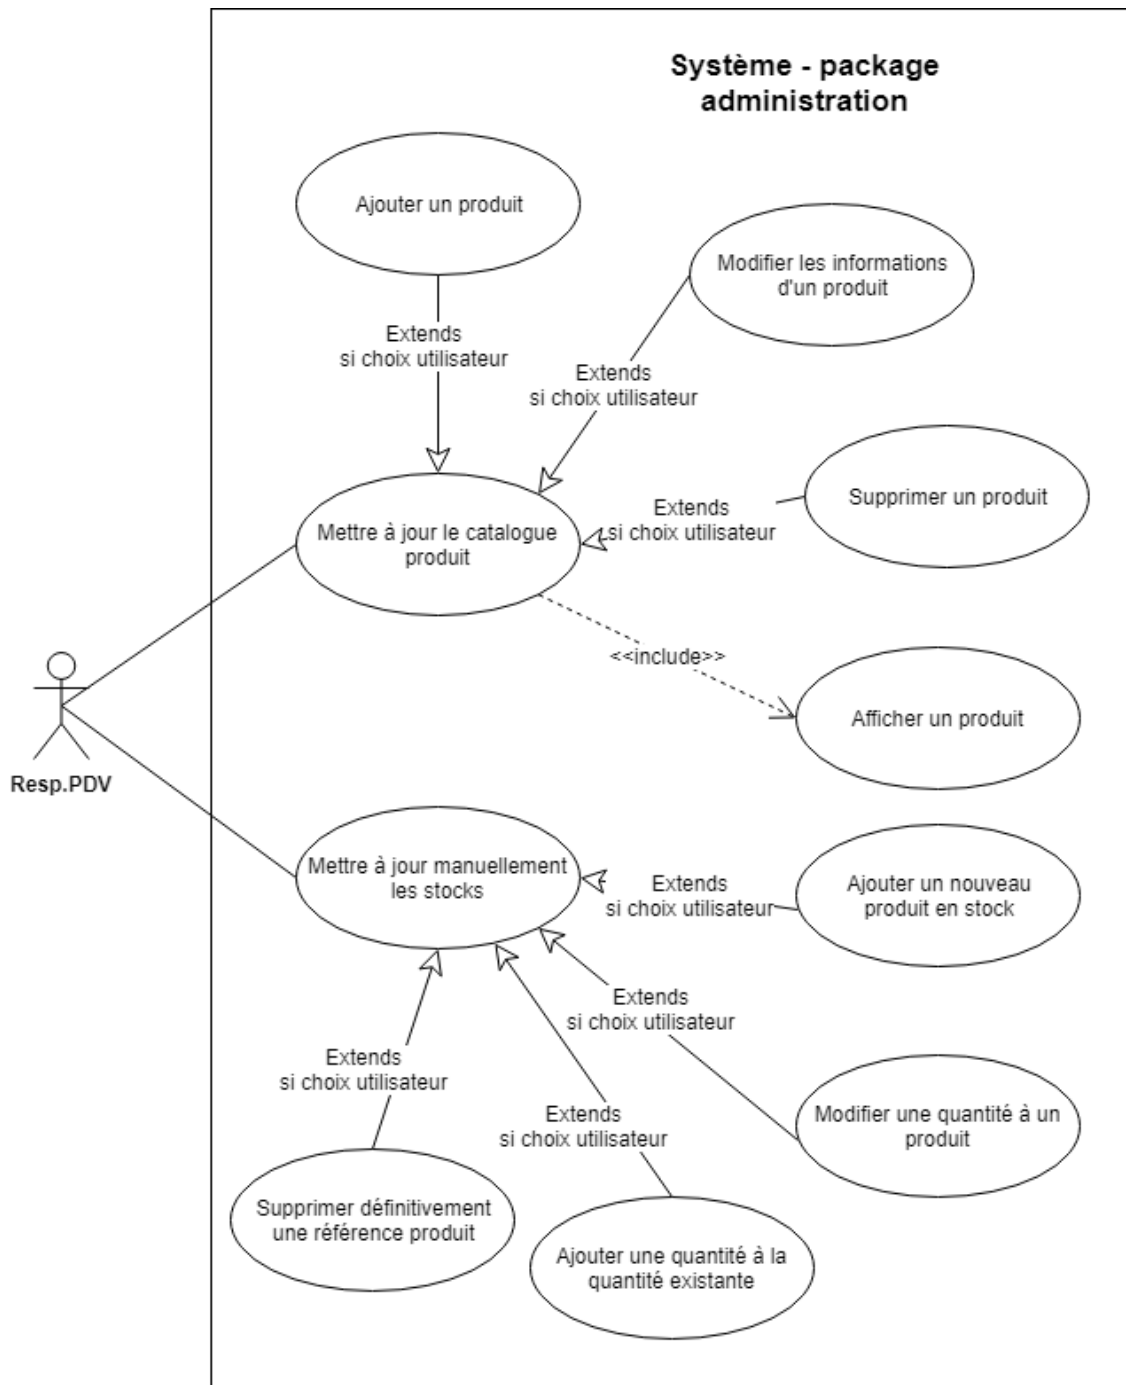 Système - package
administration
Ajouter un produit
Modifier les informations
d'un produit
Extends
si choix utilisateur
Extends
si choix utilisateur
Supprimer un produit
Extends
si choix utilisateur
Mettre à jour le catalogue
produit
<<include>>
Afficher un produit
Resp.PDV
Mettre à jour manuellement
les stocks
Extends
si choix utilisateur
Ajouter un nouveau
produit en stock
Extends
si choix utilisateur
Extends
si choix utilisateur
Extends
si choix utilisateur
Modifier une quantité à un
produit
Supprimer définitivement
une référence produit
Ajouter une quantité à la
quantité existante